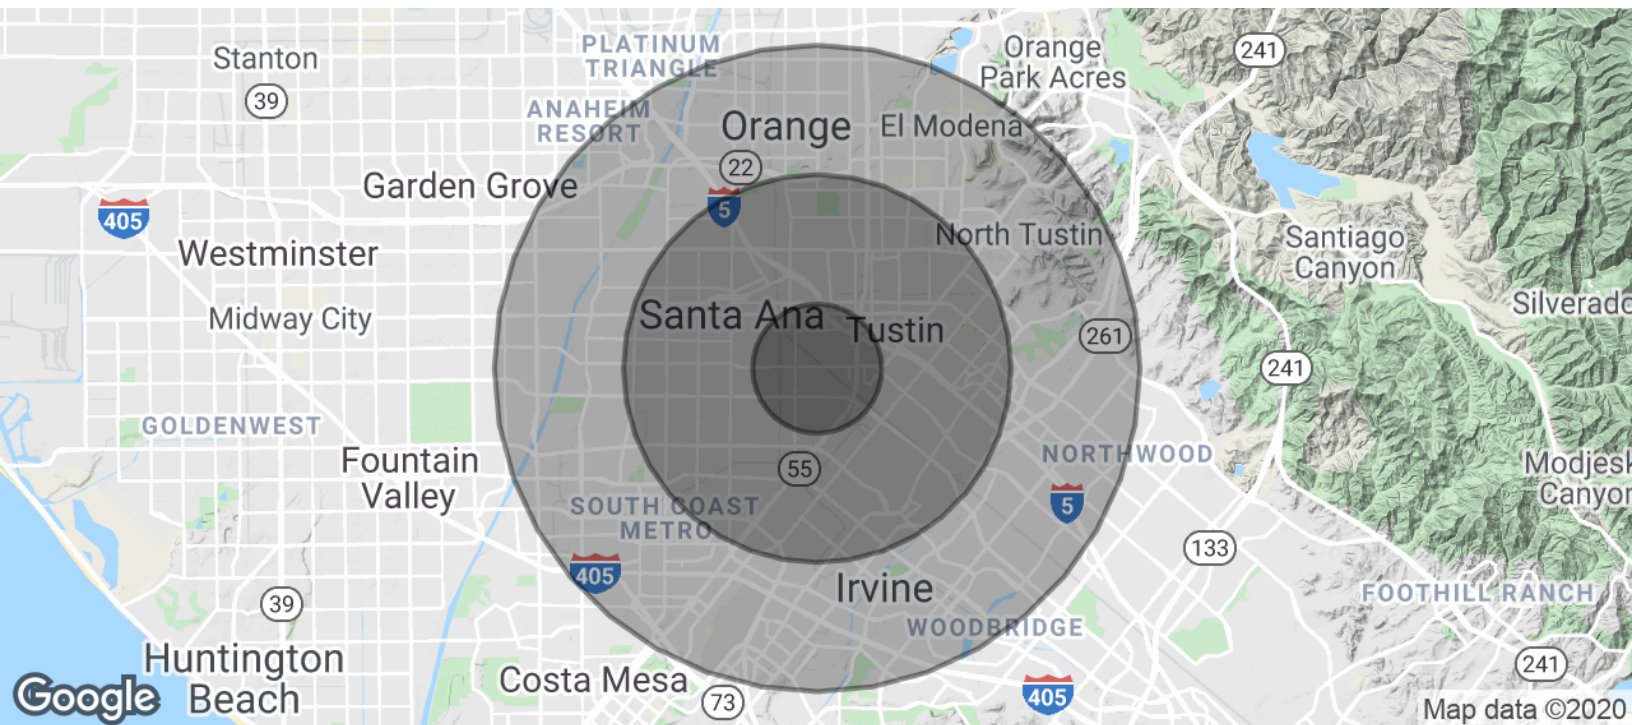 PLATINUM
TRIANGLE
Orange
Park Acres
241
Stanton
39
ANAHEIM
RESORT
Orange
El Modena
22
Garden Grove
5
405
Westminster
North Tustin
Santiago
Canyon
Midway City
Santa Ana
Tustin
261
Silverado
241
GOLDENWEST
Fountain
Valley
55
NORTHWOOD
Modjesk
Canyon
SOUTH COAST
METRO
5
133
405
Irvine
39
FOOTHILL RANCH
WOODBRIDGE
Huntington
Beach
Costa Mesa
73
405
241
Google
Map data ©2020